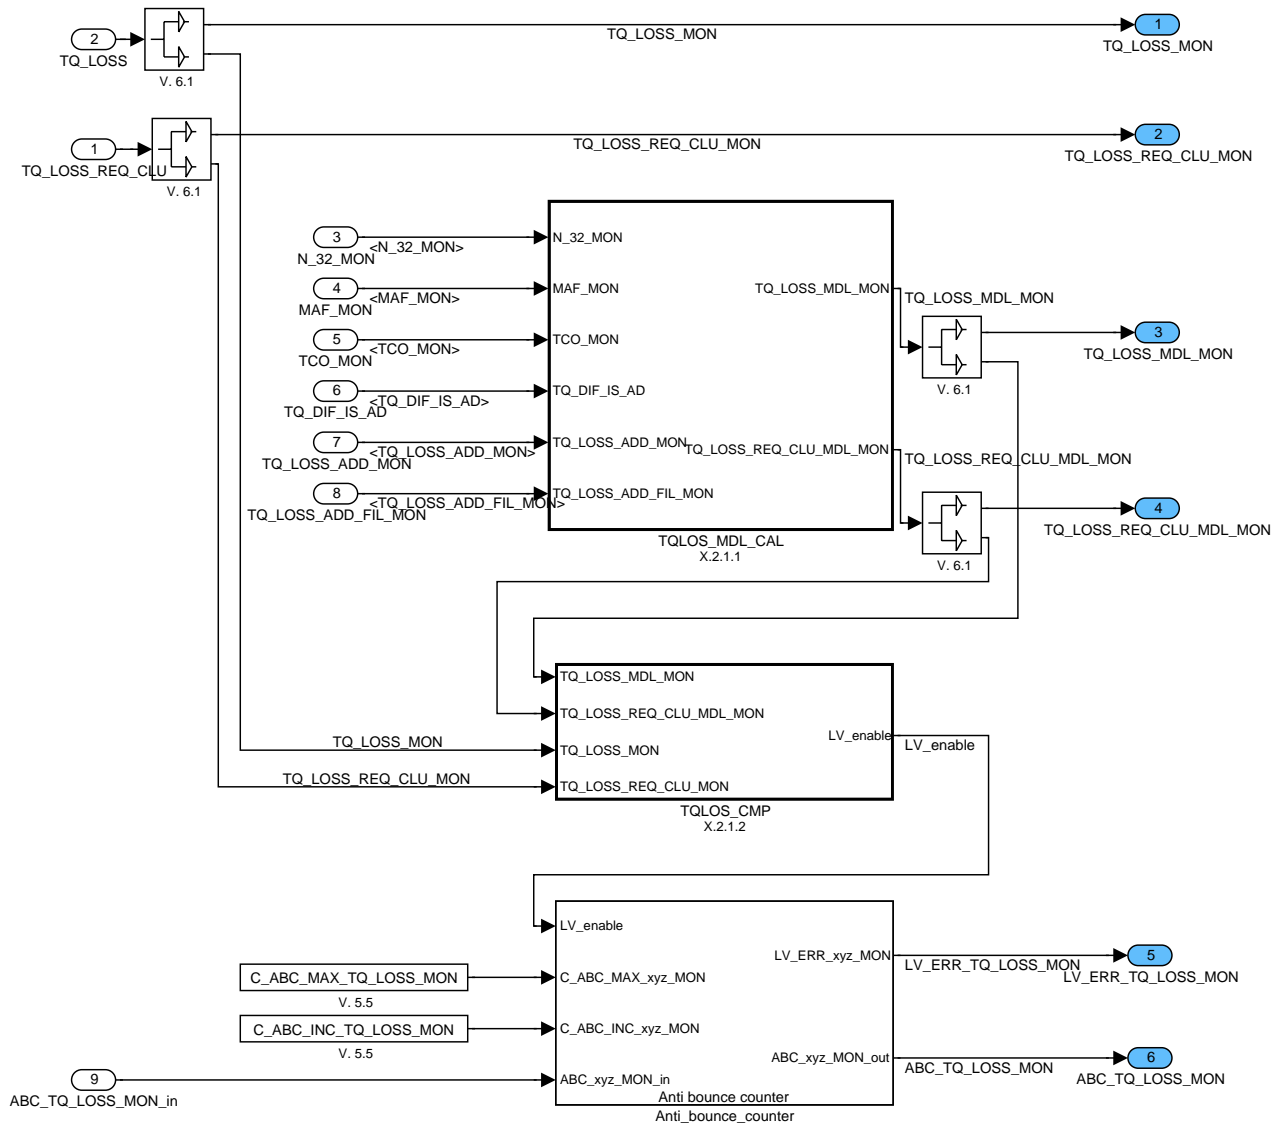 2
TQ_LOSS
V. 6.1
TQ_LOSS_MON
1
TQ_LOSS_MON
1
TQ_LOSS_REQ_CLU
V. 6.1
TQ_LOSS_REQ_CLU_MON
2
TQ_LOSS_REQ_CLU_MON
3
N_32_MON
<N_32_MON>
N_32_MON
4
MAF_MON
<MAF_MON>
MAF_MON
5
TCO_MON
<TCO_MON>
TCO_MON
6
TQ_DIF_IS_AD
<TQ_DIF_IS_AD>
TQ_DIF_IS_AD
7
TQ_LOSS_ADD_MON
<TQ_LOSS_ADD_MON>
TQ_LOSS_ADD_MON
8
TQ_LOSS_ADD_FIL_MON
<TQ_LOSS_ADD_FIL_MON>
TQ_LOSS_ADD_FIL_MON
TQ_LOSS_MDL_MON
TQ_LOSS_MDL_MON
V. 6.1
3
TQ_LOSS_MDL_MON
TQ_LOSS_REQ_CLU_MDL_MON
TQ_LOSS_REQ_CLU_MDL_MON
V. 6.1
4
TQ_LOSS_REQ_CLU_MDL_MON
TQLOS_MDL_CAL
X.2.1.1
TQ_LOSS_MDL_MON
TQ_LOSS_REQ_CLU_MDL_MON
TQ_LOSS_MON
TQ_LOSS_MON
TQ_LOSS_REQ_CLU_MON
TQ_LOSS_REQ_CLU_MON
LV_enable
LV_enable
TQLOS_CMP
X.2.1.2
LV_enable
C_ABC_MAX_TQ_LOSS_MON
V. 5.5
C_ABC_MAX_xyz_MON
C_ABC_INC_TQ_LOSS_MON
V. 5.5
C_ABC_INC_xyz_MON
9
ABC_TQ_LOSS_MON_in
ABC_xyz_MON_in
LV_ERR_xyz_MON
LV_ERR_TQ_LOSS_MON
5
LV_ERR_TQ_LOSS_MON
ABC_xyz_MON_out
ABC_TQ_LOSS_MON
6
ABC_TQ_LOSS_MON
Anti bounce counter
Anti_bounce_counter